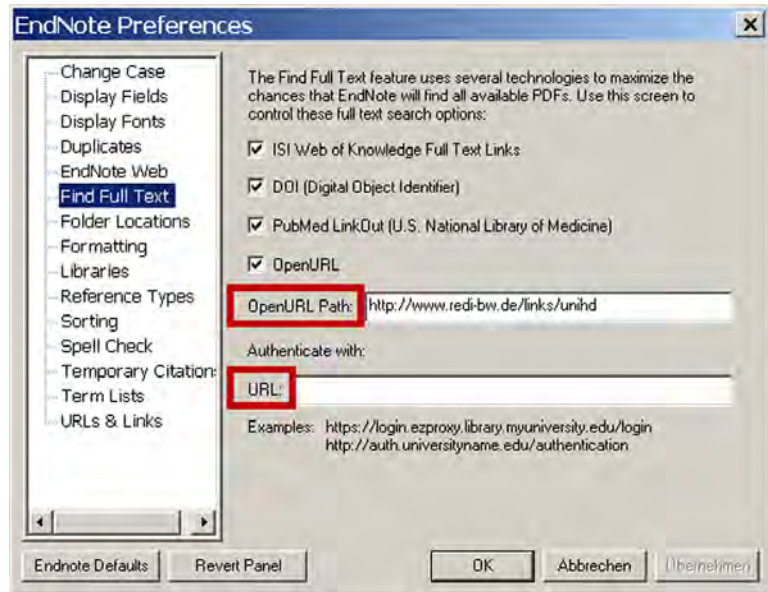 EndNote Preferences
Change Case
Display Fields
Display Fonts
Duplicates
EndNote Web
Find Full Text
Folder Locations
Formatting
Libraries
Reference Types
Sorting
Spell Check
Temporary Citation
Term Lists
URLs & Links
The Find Full Text feature uses several technologies to maximize the
chances that EndNote will find all available PDFs. Use this screen to
control these full text search options:
ISI Web of Knowledge Full Text Links
DOI (Digital Object Identifier)
PubMed LinkOut (U.S. National Library of Medicine)
OpenURL
OpenURL Path: http://www.redi-bw.de/links/unihd
Authenticate with:
URL:
Examples: https://login.ezproxy.library.myuniversity.edu/login
http://auth.universityname.edu/authentication
Endnote Defaults Revert Panel OK Abbrechen Übernehmen